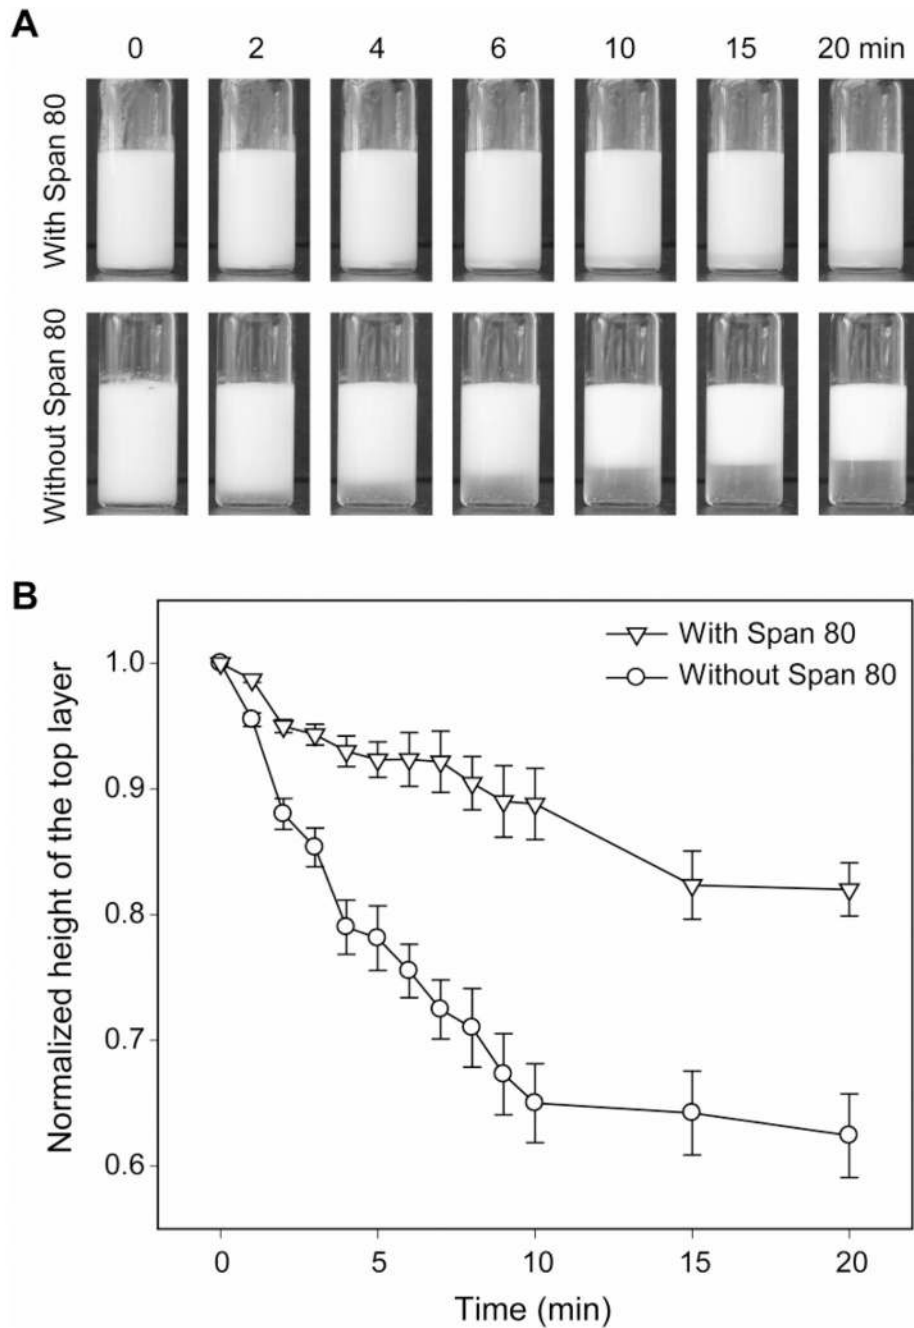 A
0 2 4 6 10 15 20 min
With Span 80
Without Span 80
B
With Span 80
Without Span 80
Normalized height of the top layer
1.0
0.9
0.8
0.7
0.6
0 5 10 15 20
Time (min)